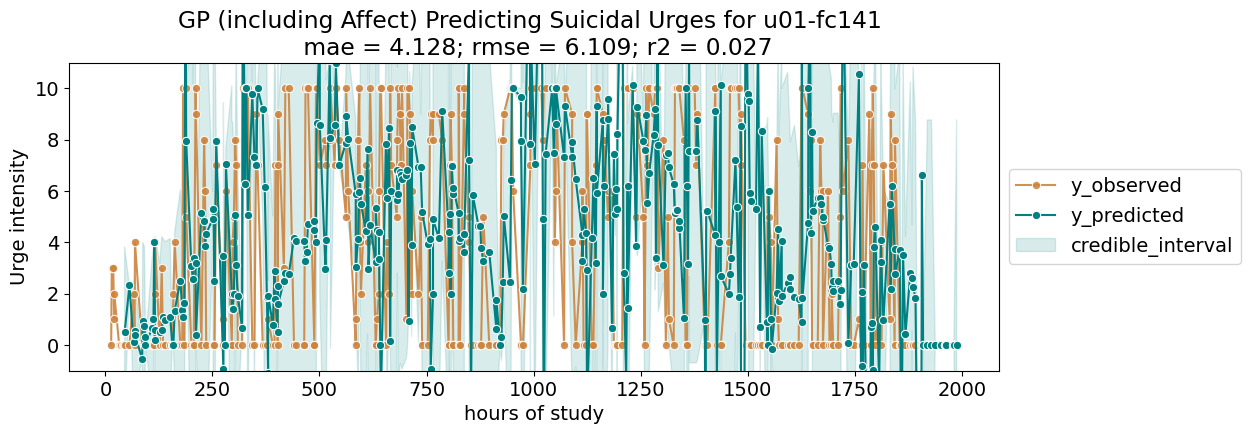 GP (including Affect) Predicting Suicidal Urges for u01-fc141
mae = 4.128; rmse = 6.109; r2 = 0.027
Urge intensity
10
8
6
4
2
0
0 250 500 750 1000 1250 1500 1750 2000
hours of study
y_observed
y_predicted
credible_interval